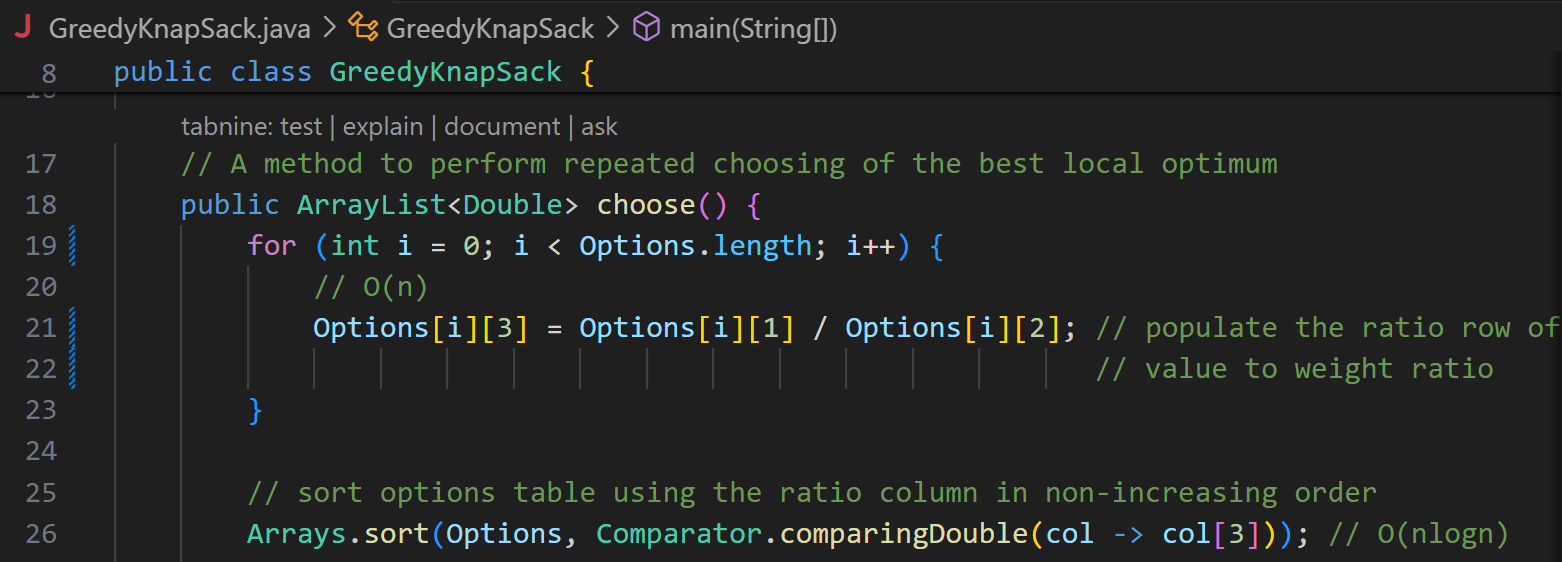 J GreedyKnapSack.java > GreedyKnapSack > main(String[])
8 public class GreedyKnapSack {
tabnine: test | explain | document | ask
17 // A method to perform repeated choosing of the best local optimum
18 public ArrayList<Double> choose() {
19 for (int i = 0; i < Options.length; i++) {
20 // O(n)
21 Options[i][3] = Options[i][1] / Options[i][2]; // populate the ratio row of
22 // value to weight ratio
23 }
24
25 // sort options table using the ratio column in non-increasing order
26 Arrays.sort(Options, Comparator.comparingDouble(col -> col[3])); // O(nlogn)